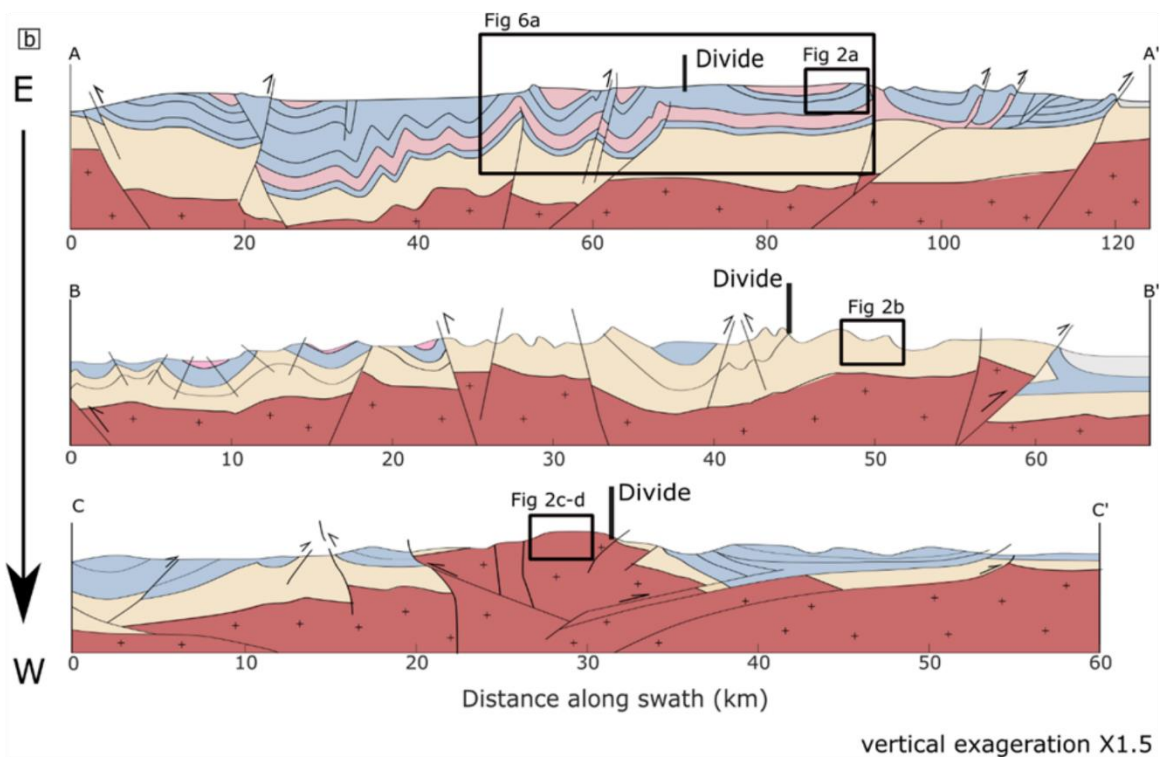 b
Fig 6a
A
A'
E
Divide
Fig 2a
0 20 40 60 80 100 120
B
B'
Divide
Fig 2b
0 10 20 30 40 50 60
C
C'
Fig 2c-d
Divide
W
0 10 20 30 40 50 60
Distance along swath (km)
vertical exageration X1.5